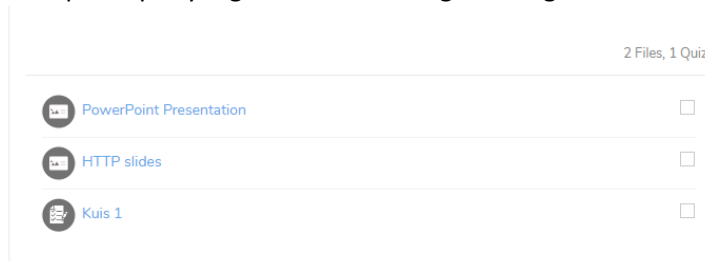 2 Files, 1 Quiz
PowerPoint Presentation
HTTP slides
Kuis 1